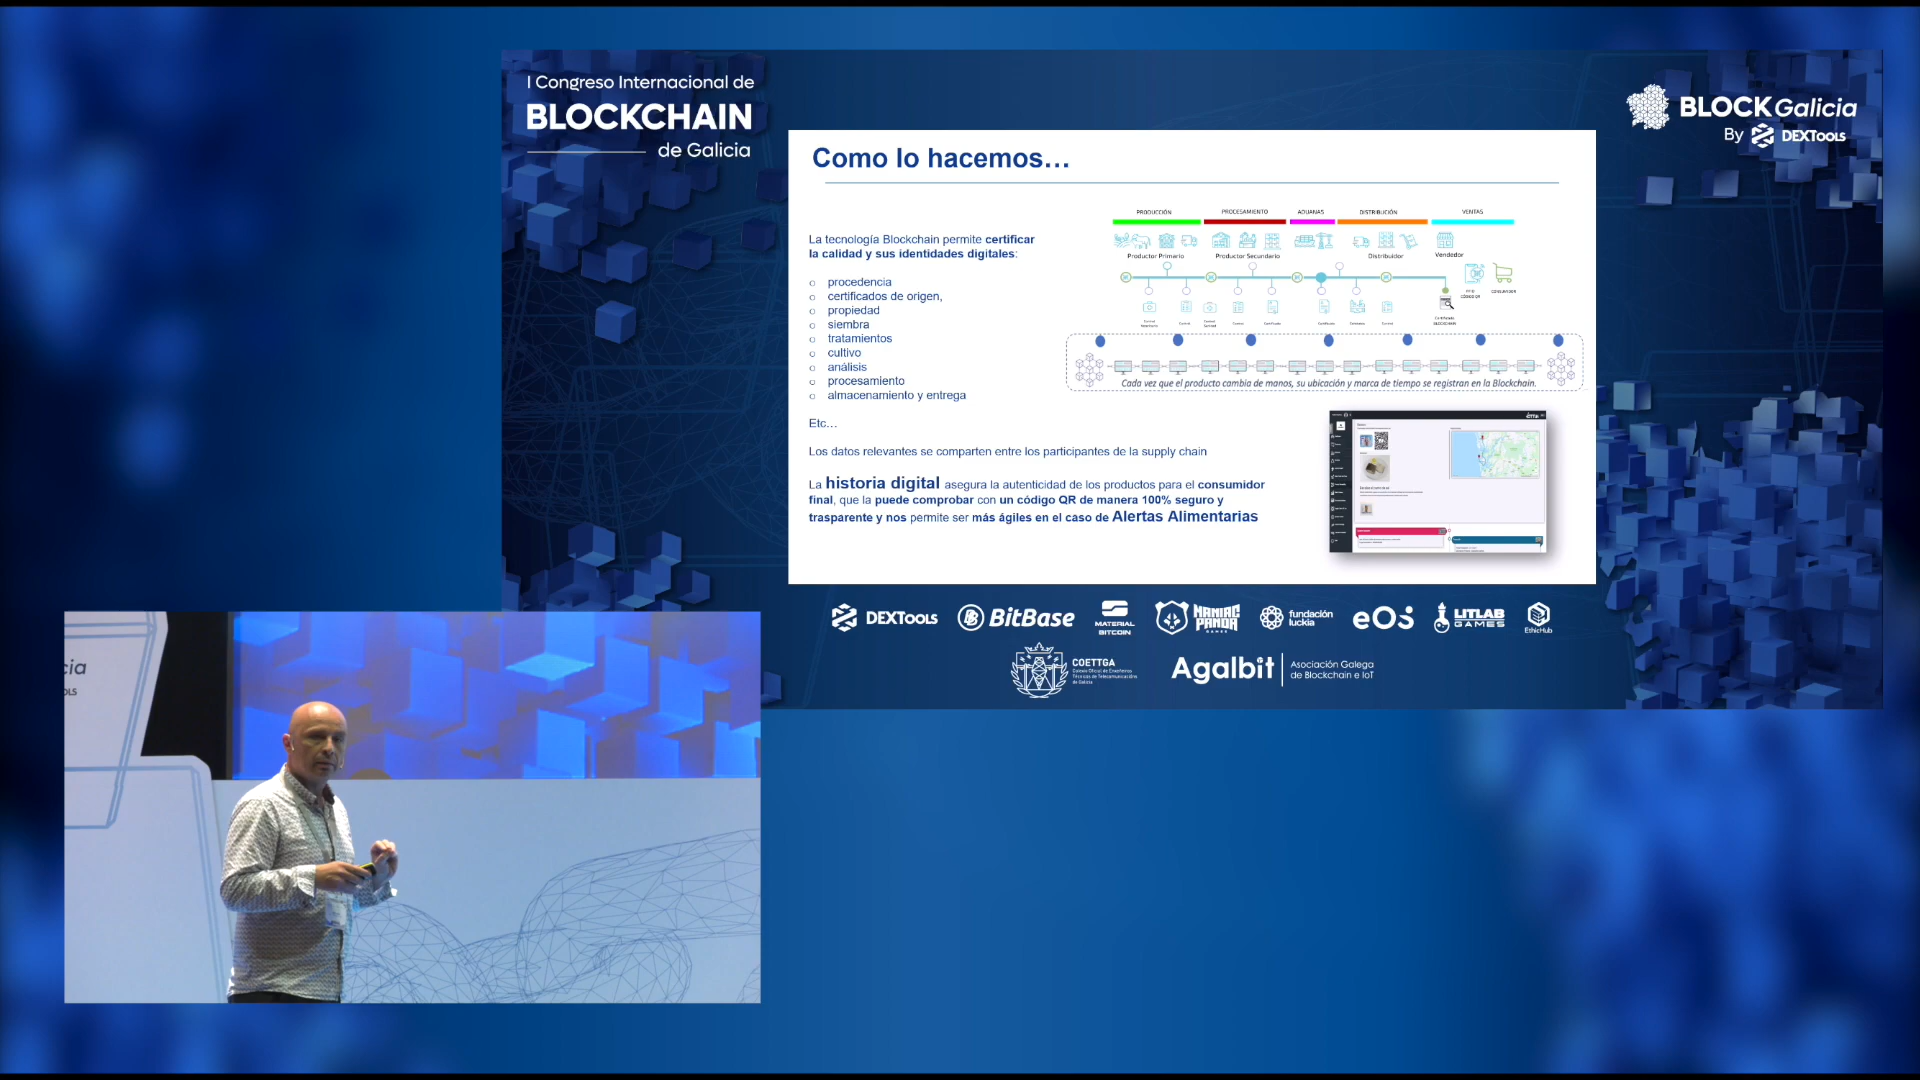 I Congreso Internacional de
BLOCKCHAIN
de Galicia
BLOCKGalicia
By DEXTools
Como lo hacemos…
La tecnología Blockchain permite certificar
la calidad y sus identidades digitales:
o procedencia
o certificados de origen,
o propiedad
o siembra
o tratamientos
o cultivo
o análisis
o procesamiento
o almacenamiento y entrega
Etc…
Los datos relevantes se comparten entre los participantes de la supply chain
La historia digital asegura la autenticidad de los productos para el consumidor
final, que la puede comprobar con un código QR de manera 100% seguro y
trasparente y nos permite ser más ágiles en el caso de Alertas Alimentarias
PRODUCCIÓN PROCESAMIENTO ADUANAS DISTRIBUCIÓN VENTAS
Productor Primario Productor Secundario Distribuidor Vendedor
Cada vez que el producto cambia de manos, su ubicación y marca de tiempo se registran en la Blockchain.
DEXTools BitBase MATERIAL BITCOIN MANIAC PANDA GAMES fundación luckia eOS LITLAB GAMES EthicHub
COETTGA
Agalbit Asociación Galega
de Blockchain e IoT
cia
OLS